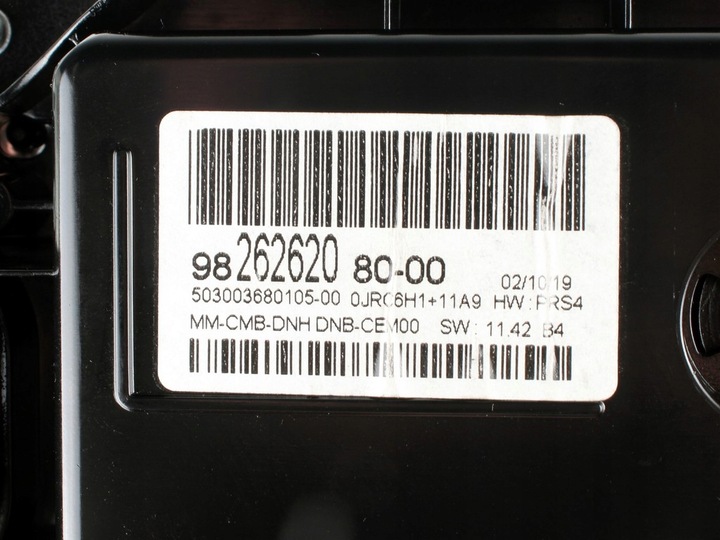 98 262620 80-00
02/10/19
503003680105-00 0JRC6H1+11A9 HW : PRS4
MM-CMB-DNH DNB-CEM00 SW : 11.42 B4